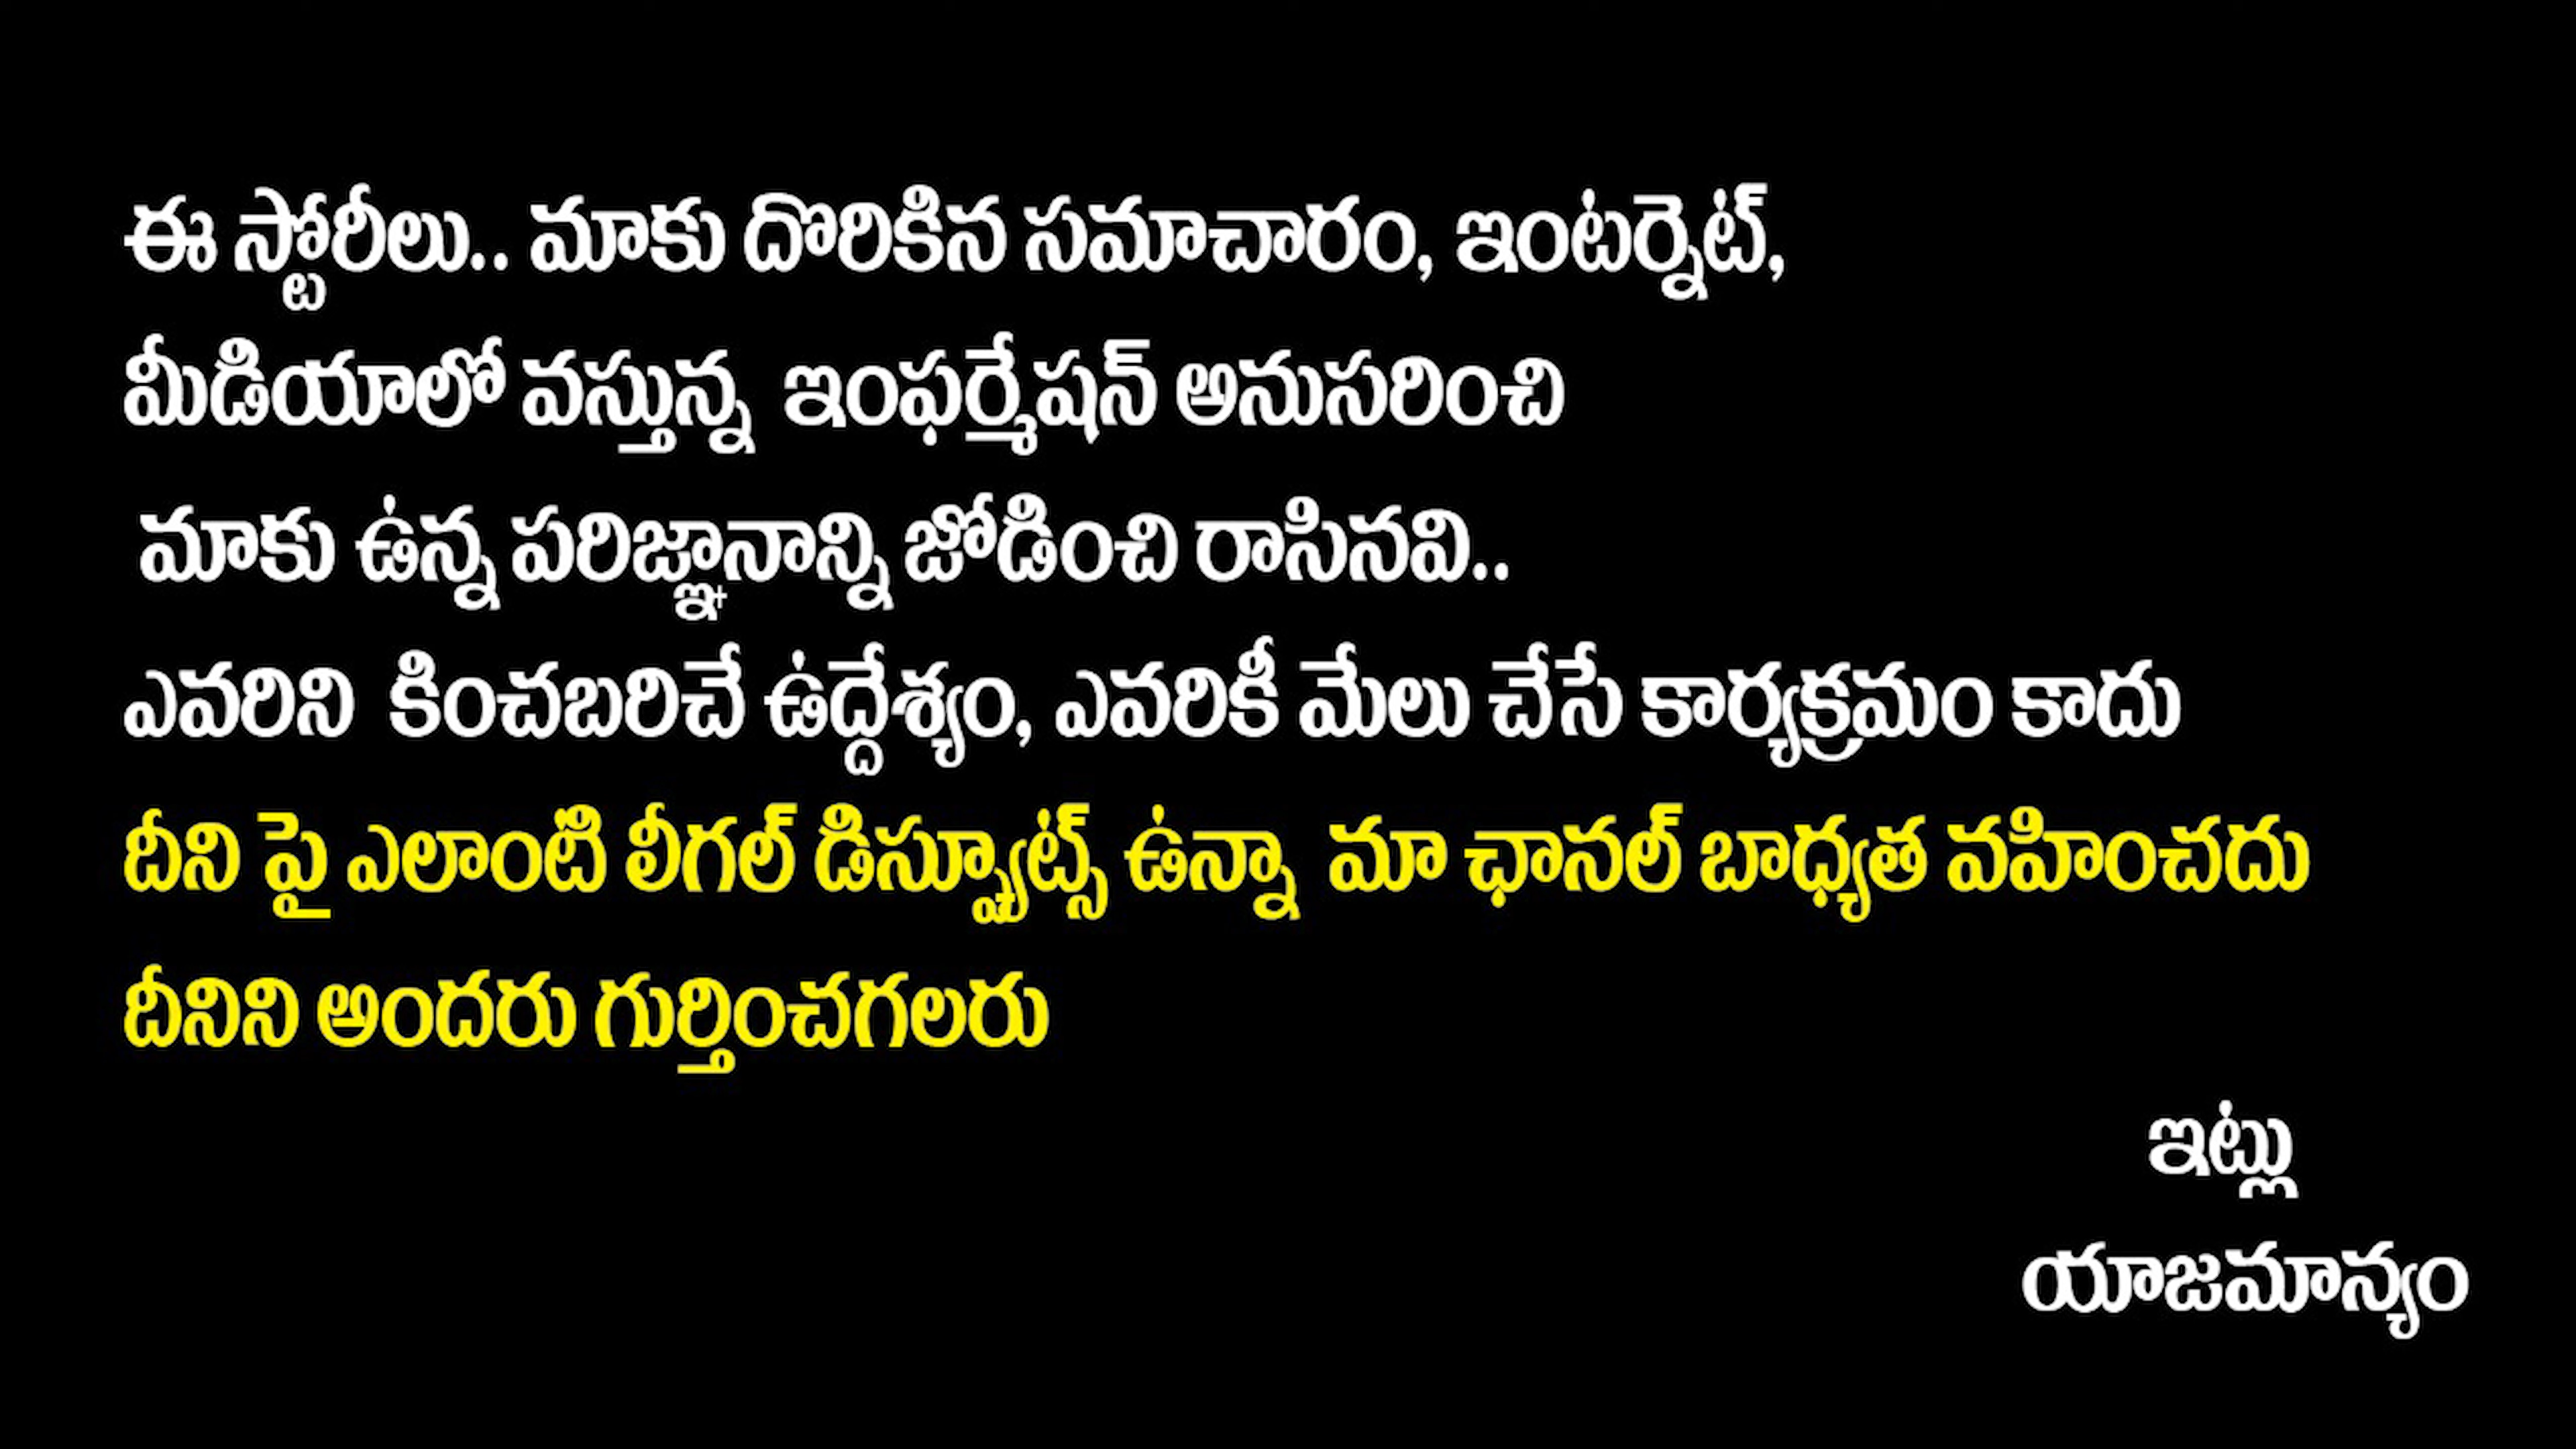 ఈ స్టోరీలు.. మాకు దొరికిన సమాచారం, ఇంటర్నెట్,
మీడియాలో వస్తున్న ఇంఫర్మేషన్ అనుసరించి
మాకు ఉన్న పరిజ్ఞానాన్ని జోడించి రాసినవి..
ఎవరిని కించబరిచే ఉద్దేశ్యం, ఎవరికీ మేలు చేసే కార్యక్రమం కాదు
దీని పై ఎలాంటి లీగల్ డిస్ప్యూట్స్ ఉన్నా మా ఛానల్ బాధ్యత వహించదు
దీనిని అందరు గుర్తించగలరు
ఇట్లు
యాజమాన్యం